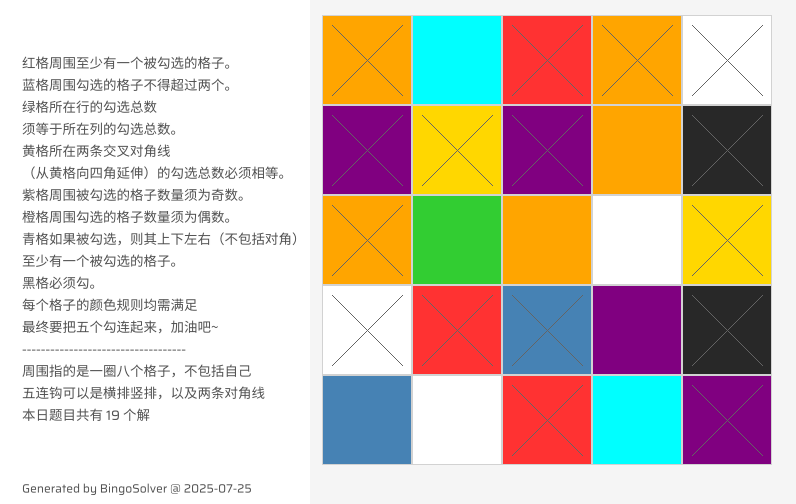 红格周围至少有一个被勾选的格子。
蓝格周围勾选的格子不得超过两个。
绿格所在行的勾选总数
须等于所在列的勾选总数。
黄格所在两条交叉对角线
（从黄格向四角延伸）的勾选总数必须相等。
紫格周围被勾选的格子数量须为奇数。
橙格周围勾选的格子数量须为偶数。
青格如果被勾选，则其上下左右（不包括对角）
至少有一个被勾选的格子。
黑格必须勾。
每个格子的颜色规则均需满足
最终要把五个勾连起来，加油吧~
-----------------------------------
周围指的是一圈八个格子，不包括自己
五连钩可以是横排竖排，以及两条对角线
本日题目共有 19 个解
Generated by BingoSolver @ 2025-07-25